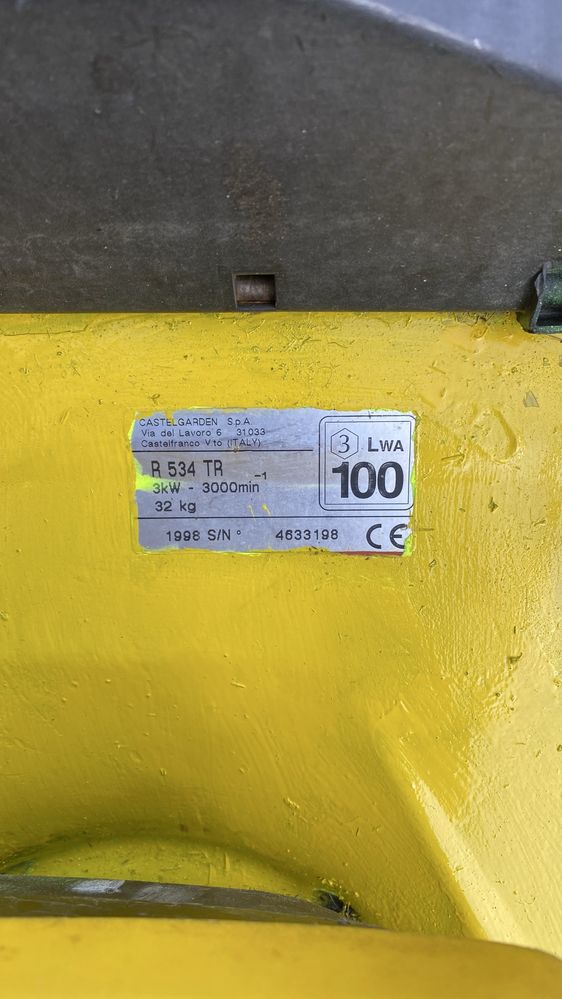 CASTELGARDEN S.p.A.
Via del Lavoro 6 31033
Castelfranco V.to (ITALY)
R 534 TR
3kW - 3000min⁻¹
32 kg
3 LWA
100
1998 S/N° 4633198 CE